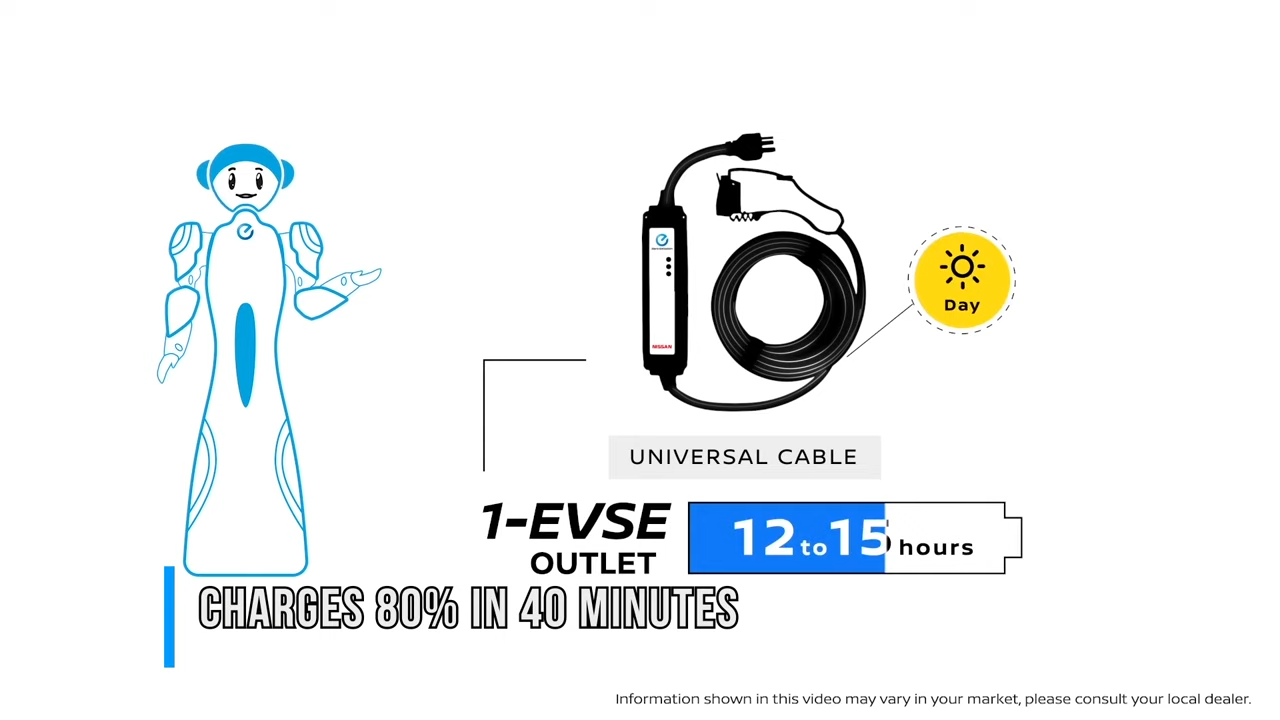 Day
NISSAN
UNIVERSAL CABLE
1-EVSE
OUTLET
12 to 15 hours
CHARGES 80% IN 40 MINUTES
Information shown in this video may vary in your market, please consult your local dealer.